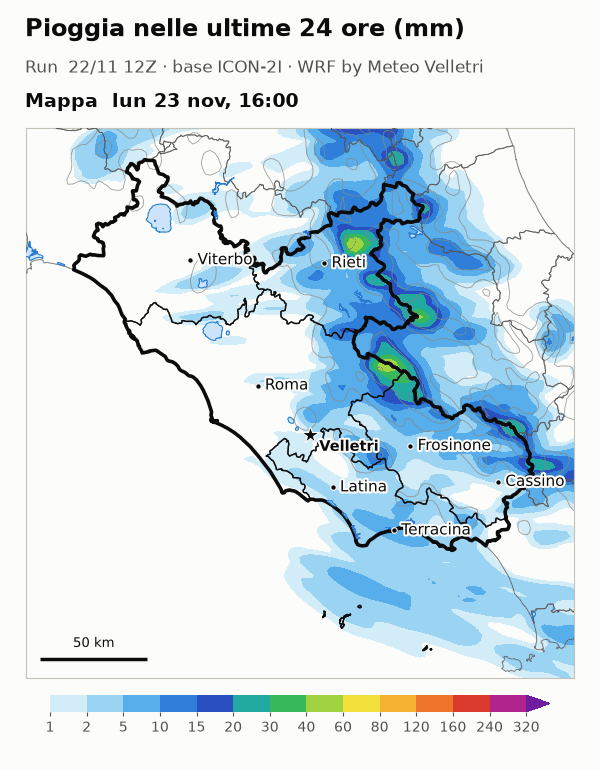 Pioggia nelle ultime 24 ore (mm)
Run  22/11 12Z · base ICON-2I · WRF by Meteo Velletri
Mappa  lun 23 nov, 16:00
Viterbo
Rieti
Roma
Velletri
Frosinone
Latina
Cassino
Terracina
50 km
1 2 5 10 15 20 30 40 60 80 120 160 240 320